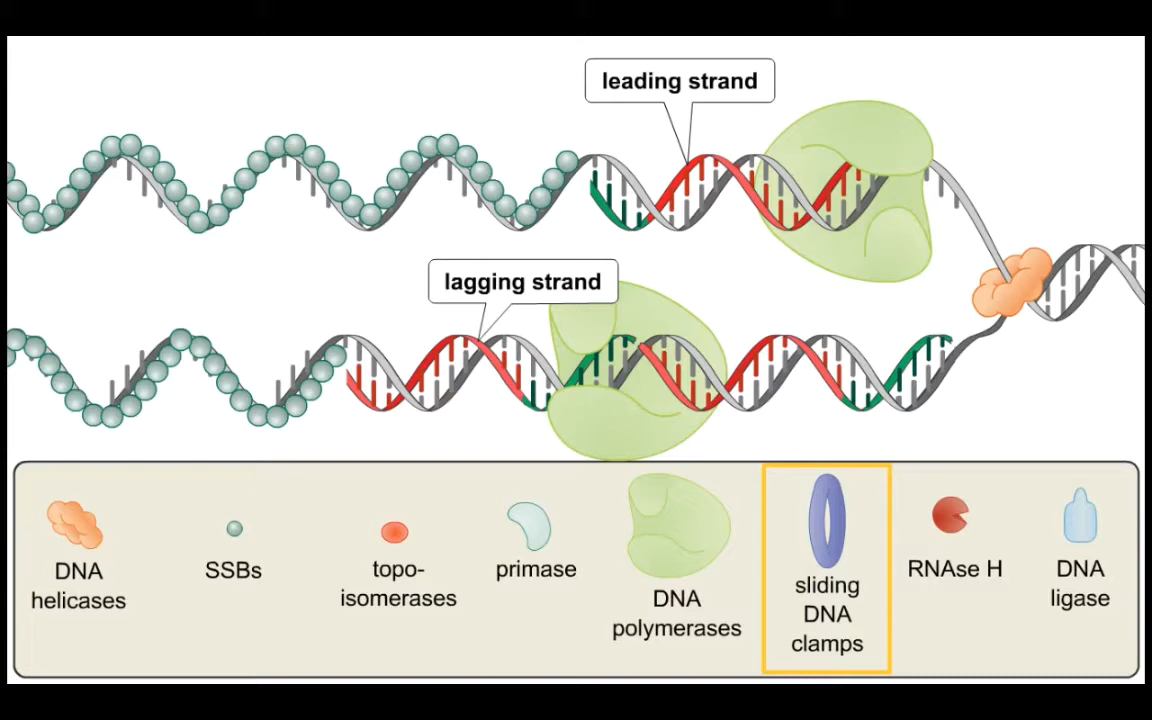 leading strand
lagging strand
DNA
helicases
SSBs
topo-
isomerases
primase
DNA
polymerases
sliding
DNA
clamps
RNAse H
DNA
ligase